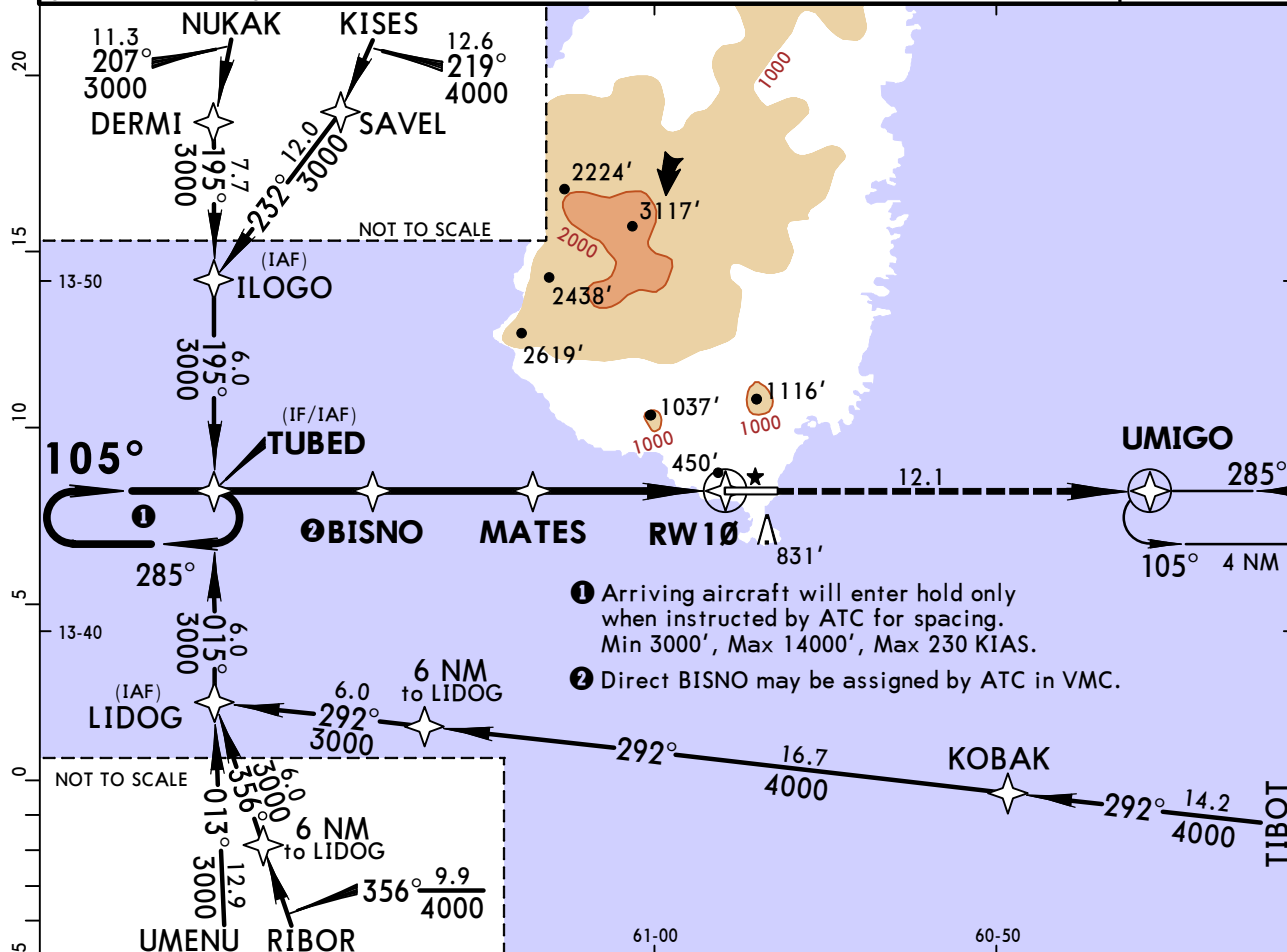 NUKAK
11.3
207°
3000
KISES
12.6
219°
4000
DERMI
SAVEL
7.7
195°
3000
12.0
232°
3000
NOT TO SCALE
20
15
10
5
0
5
1000
2224'
3117'
2000
2438'
2619'
1037'
1000
1116'
1000
450'
831'
13-50
(IAF)
ILOGO
6.0
195°
3000
(IF/IAF)
TUBED
105°
1
285°
2 BISNO
MATES
RW1Ø
12.1
UMIGO
285°
105°
4 NM
1 Arriving aircraft will enter hold only
when instructed by ATC for spacing.
Min 3000', Max 14000', Max 230 KIAS.
2 Direct BISNO may be assigned by ATC in VMC.
13-40
6.0
015°
3000
(IAF)
LIDOG
6.0
292°
3000
6 NM
to LIDOG
292°
16.7
4000
KOBAK
292°
14.2
4000
TIBOT
NOT TO SCALE
013°
12.9
3000
6.0
356°
3000
6 NM
to LIDOG
356°
9.9
4000
UMENU
RIBOR
61-00
60-50